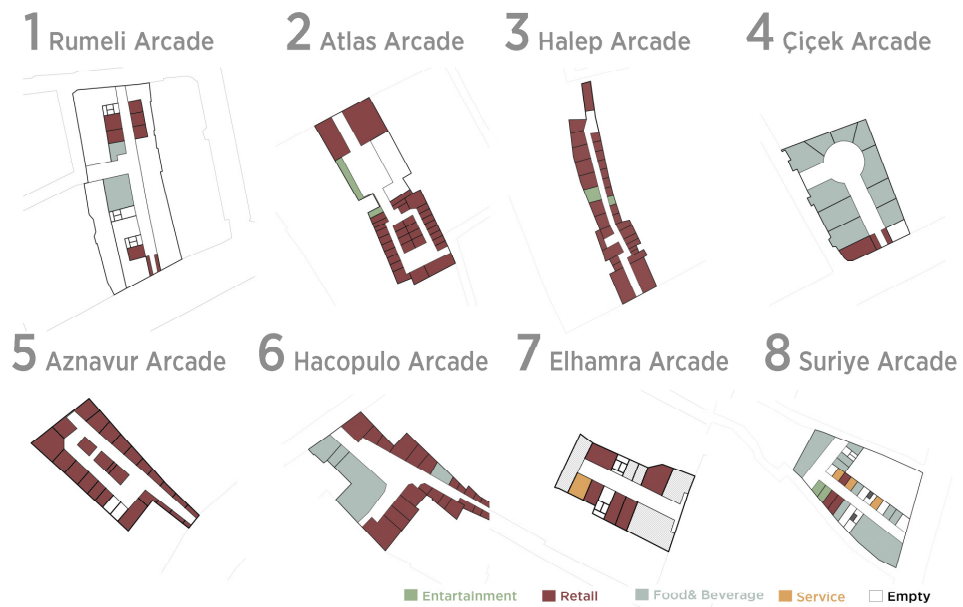 1 Rumeli Arcade
2 Atlas Arcade
3 Halep Arcade
4 Çiçek Arcade
5 Aznavur Arcade
6 Hacopulo Arcade
7 Elhamra Arcade
8 Suriye Arcade
Entertainment Retail Food& Beverage Service Empty